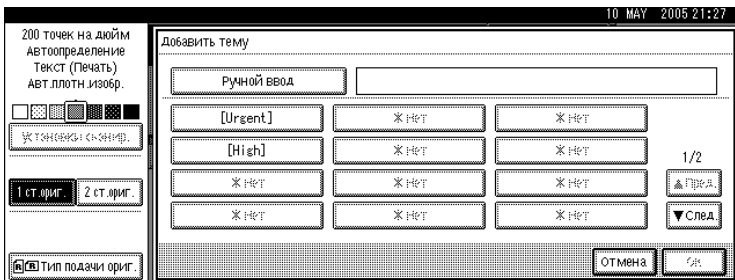 10 MAY 2005 21:27
200 точек на дюйм
Автоопределение
Текст (Печать)
Авт.плотн.изобр.
Установки сканир.
1 ст.ориг. 2 ст.ориг.
Тип подачи ориг.
Добавить тему
Ручной ввод
[Urgent] Ж Нет Ж Нет
[High] Ж Нет Ж Нет
1/2
Ж Нет Ж Нет Ж Нет ▲Пред.
Ж Нет Ж Нет Ж Нет ▼След.
Отмена OK